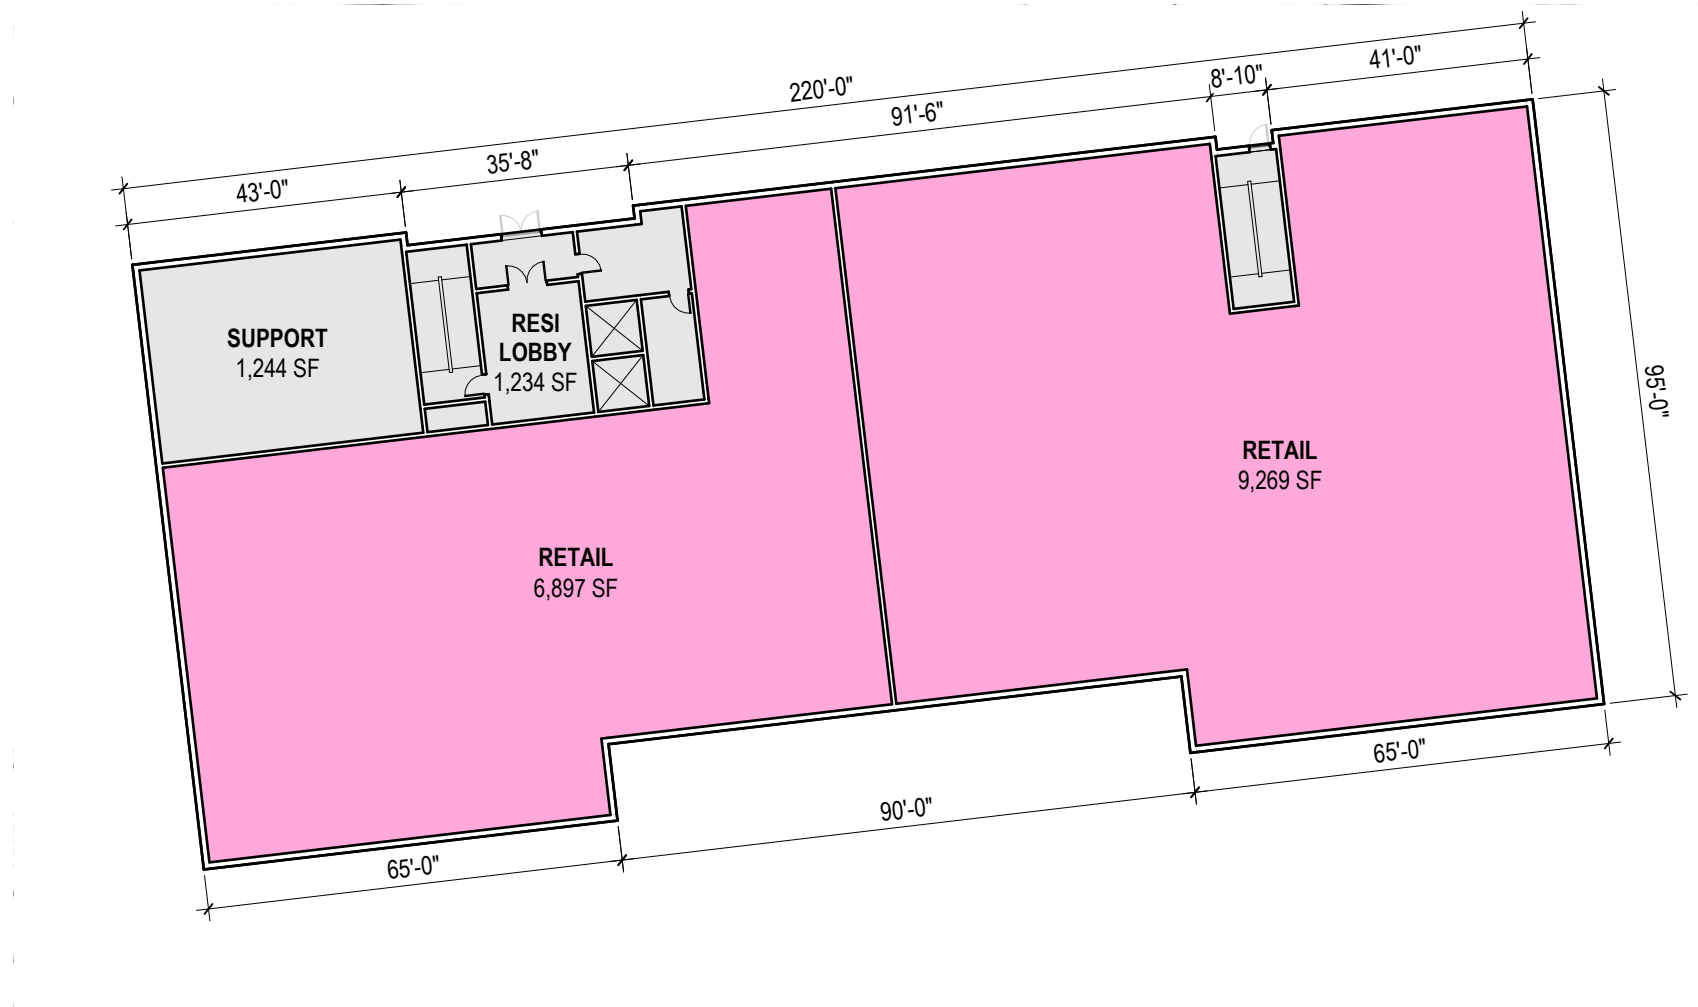 220'-0"
41'-0"
8'-10"
91'-6"
35'-8"
43'-0"
SUPPORT
1,244 SF
RESI
LOBBY
1,234 SF
95'-0"
RETAIL
9,269 SF
RETAIL
6,897 SF
65'-0"
90'-0"
65'-0"